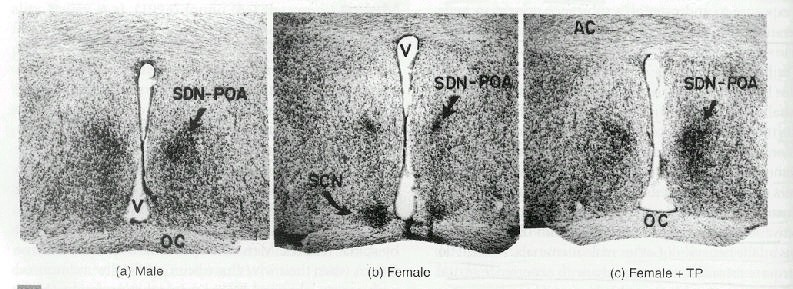 SDN-POA
V
OC
(a) Male
V
SDN-POA
SCN
(b) Female
AC
SDN-POA
OC
(c) Female + TP